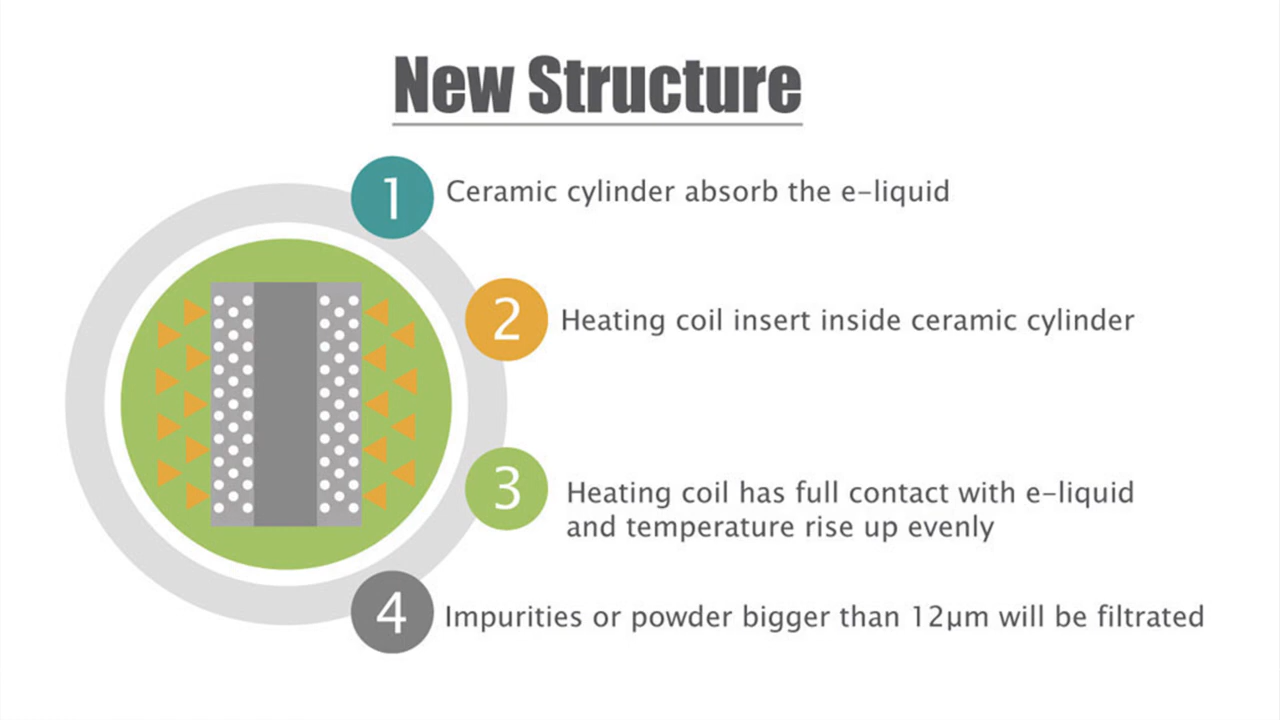 New Structure
1 Ceramic cylinder absorb the e-liquid
2 Heating coil insert inside ceramic cylinder
3 Heating coil has full contact with e-liquid
and temperature rise up evenly
4 Impurities or powder bigger than 12μm will be filtrated